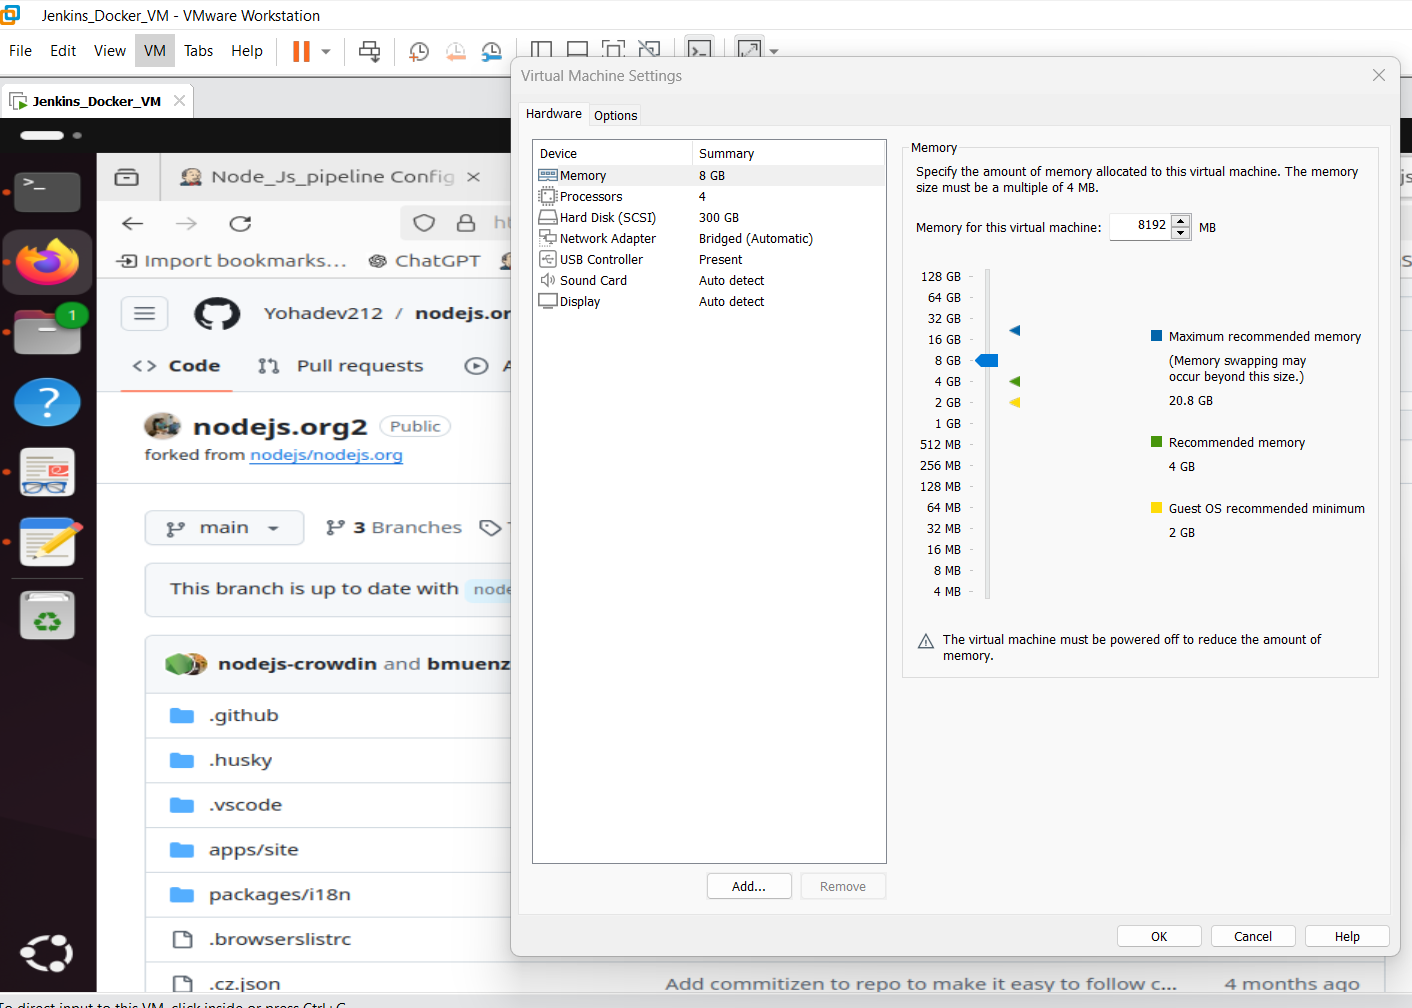 Jenkins_Docker_VM - VMware Workstation
File Edit View VM Tabs Help
Jenkins_Docker_VM
Node_Js_pipeline Config
Import bookmarks... ChatGPT
Yohadev212 / nodejs.or
Code Pull requests
nodejs.org2 Public
forked from nodejs/nodejs.org
main 3 Branches
This branch is up to date with node
nodejs-crowdin and bmuenz
.github
.husky
.vscode
apps/site
packages/i18n
.browserslistrc
.cz.json Add commitizen to repo to make it easy to follow c... 4 months ago
To direct input to this VM, click inside or press Ctrl+G.
1
Virtual Machine Settings
Hardware Options
Device Summary
Memory 8 GB
Processors 4
Hard Disk (SCSI) 300 GB
Network Adapter Bridged (Automatic)
USB Controller Present
Sound Card Auto detect
Display Auto detect
Add... Remove
Memory
Specify the amount of memory allocated to this virtual machine. The memory
size must be a multiple of 4 MB.
Memory for this virtual machine: 8192 MB
128 GB
64 GB
32 GB
16 GB
8 GB
4 GB
2 GB
1 GB
512 MB
256 MB
128 MB
64 MB
32 MB
16 MB
8 MB
4 MB
Maximum recommended memory
(Memory swapping may
occur beyond this size.)
20.8 GB
Recommended memory
4 GB
Guest OS recommended minimum
2 GB
The virtual machine must be powered off to reduce the amount of
memory.
OK Cancel Help